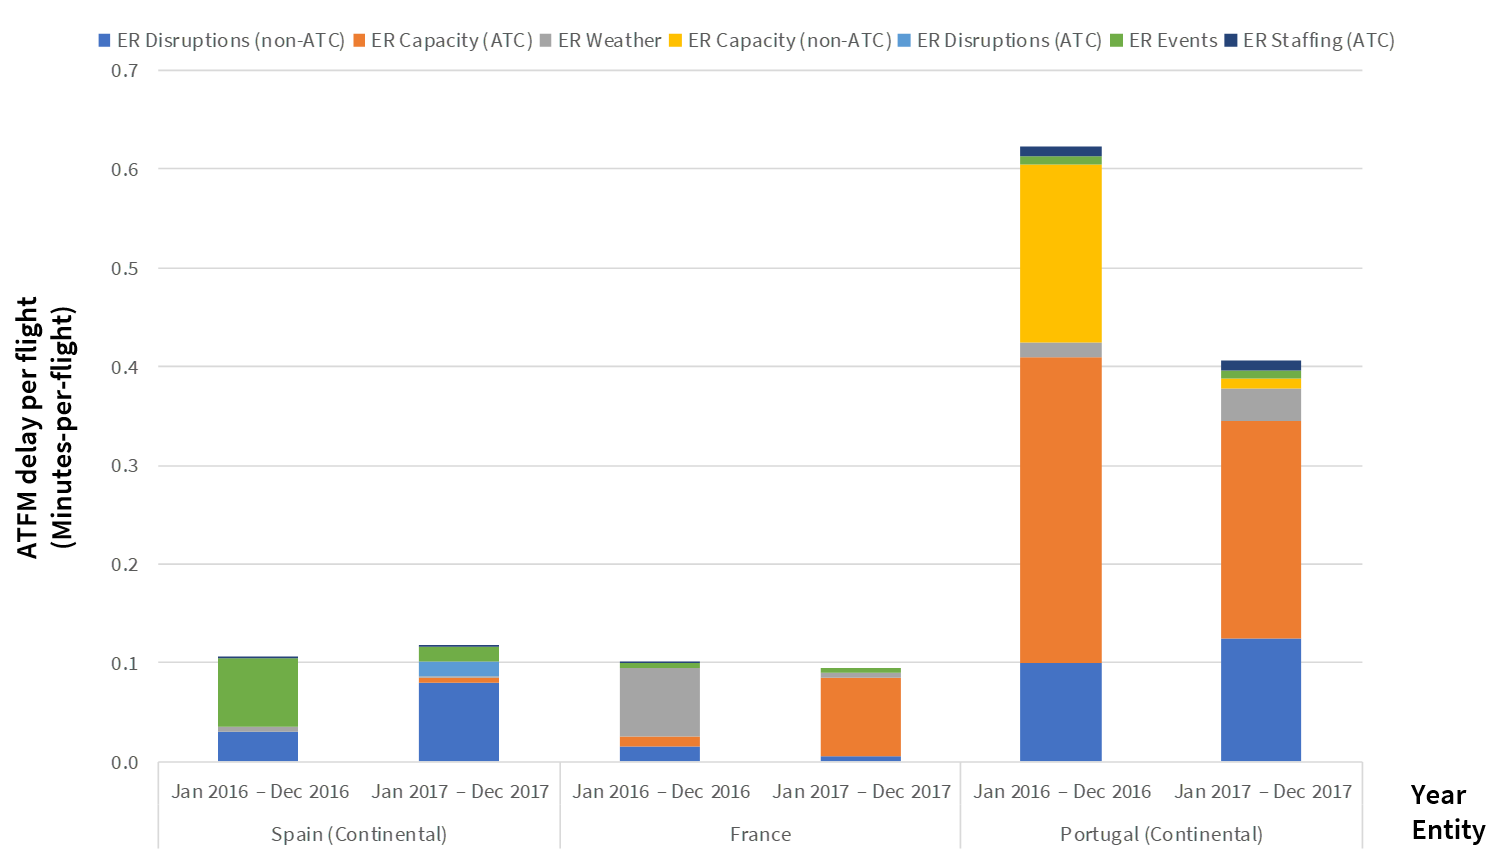 ER Disruptions (non-ATC) ER Capacity (ATC) ER Weather ER Capacity (non-ATC) ER Disruptions (ATC) ER Events ER Staffing (ATC)
0.7
0.6
0.5
0.4
0.3
0.2
0.1
0.0
ATFM delay per flight
(Minutes-per-flight)
Jan 2016 – Dec 2016 Jan 2017 – Dec 2017 Jan 2016 – Dec 2016 Jan 2017 – Dec 2017 Jan 2016 – Dec 2016 Jan 2017 – Dec 2017 Year
Spain (Continental) France Portugal (Continental) Entity